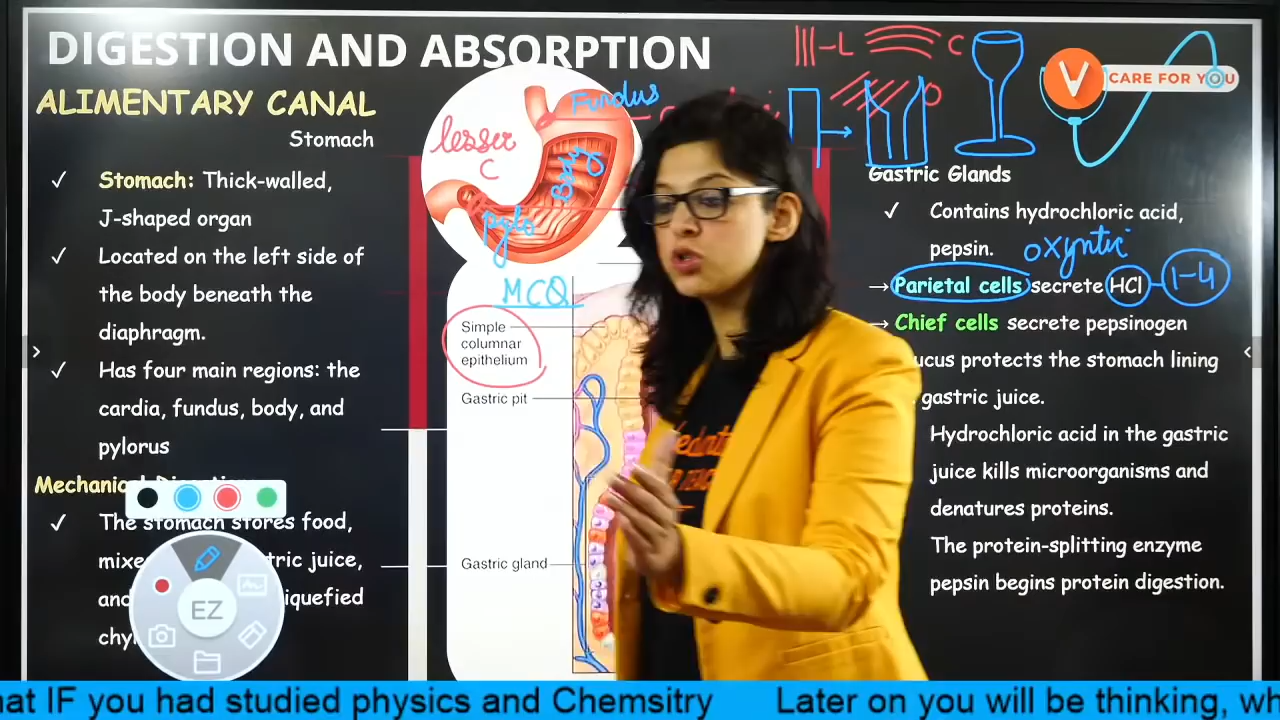 DIGESTION AND ABSORPTION
ALIMENTARY CANAL
Stomach
✓ Stomach: Thick-walled,
J-shaped organ
✓ Located on the left side of
the body beneath the
diaphragm.
✓ Has four main regions: the
cardia, fundus, body, and
pylorus
Mechanical
✓ The stomach stores food,
tric juice,
and
iquefied
EZ
Fundus
lesser
C
Body
pylo
MCQ
Simple
columnar
epithelium
Gastric pit
Gastric gland
L
C
O
V
CARE FOR YOU
Gastric Glands
✓ Contains hydrochloric acid,
pepsin.
oxyntic
→ Parietal cells secrete HCl - 1-4
→ Chief cells secrete pepsinogen
ucus protects the stomach lining
gastric juice.
Hydrochloric acid in the gastric
juice kills microorganisms and
denatures proteins.
The protein-splitting enzyme
pepsin begins protein digestion.
hat IF you had studied physics and Chemsitry Later on you will be thinking, wh